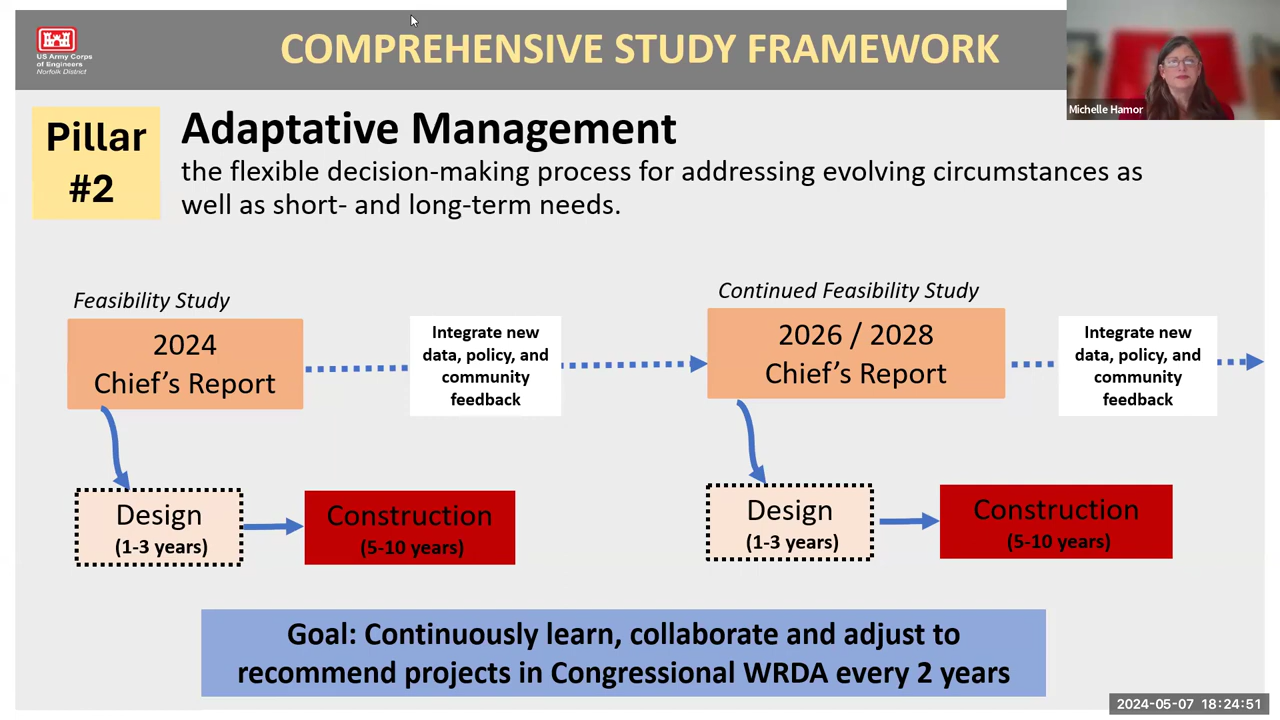 COMPREHENSIVE STUDY FRAMEWORK
US Army Corps
of Engineers
Norfolk District
Michelle Hamor
Pillar
#2
Adaptative Management
the flexible decision-making process for addressing evolving circumstances as
well as short- and long-term needs.
Feasibility Study
2024
Chief's Report
Integrate new
data, policy, and
community
feedback
Continued Feasibility Study
2026 / 2028
Chief's Report
Integrate new
data, policy, and
community
feedback
Design
(1-3 years)
Construction
(5-10 years)
Design
(1-3 years)
Construction
(5-10 years)
Goal: Continuously learn, collaborate and adjust to
recommend projects in Congressional WRDA every 2 years
2024-05-07 18:24:51